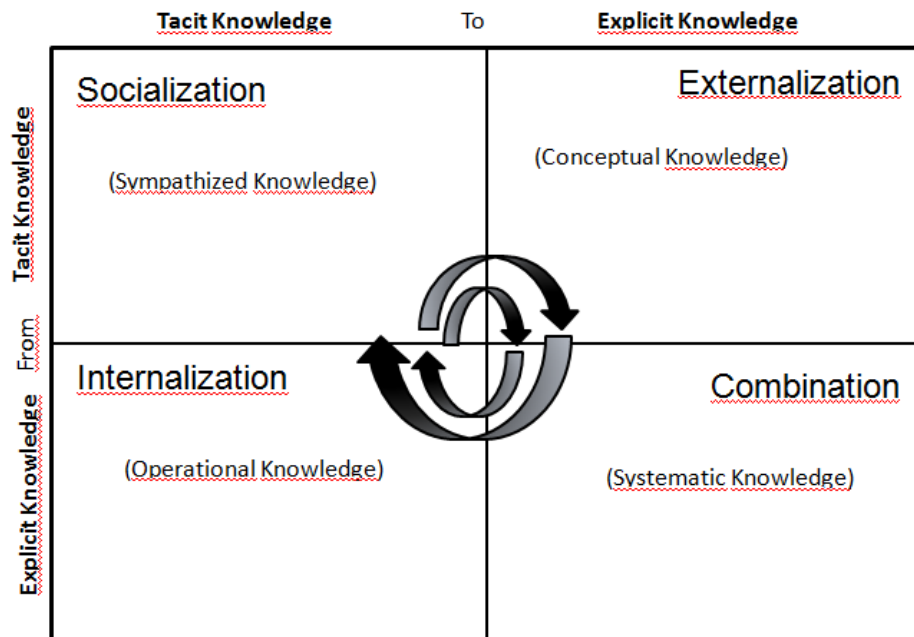 Tacit Knowledge To Explicit Knowledge
Socialization
Externalization
(Sympathized Knowledge)
(Conceptual Knowledge)
Tacit Knowledge
From
Explicit Knowledge
Internalization
Combination
(Operational Knowledge)
(Systematic Knowledge)